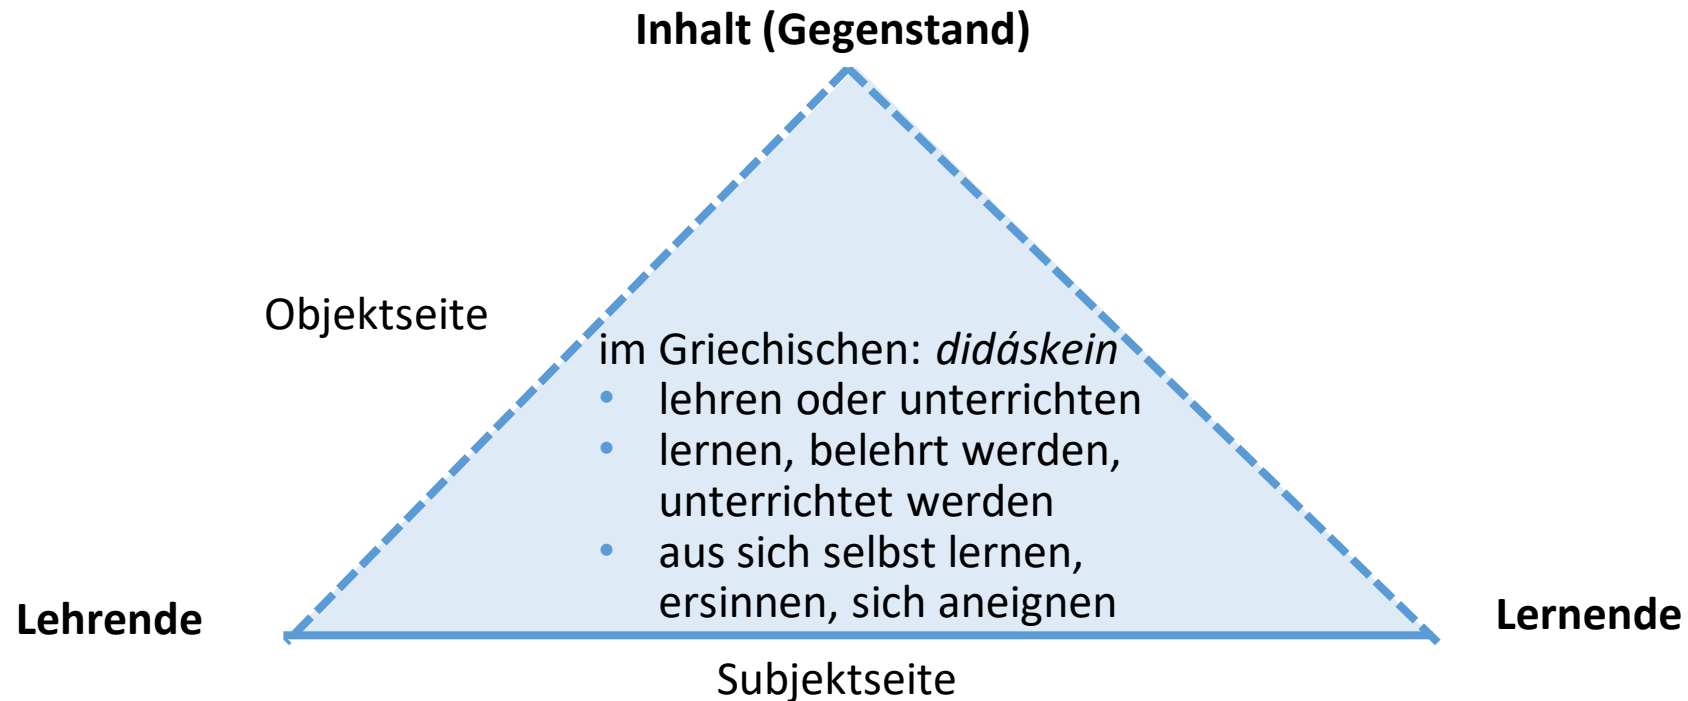 Inhalt (Gegenstand)
Objektseite
im Griechischen: didáskein
• lehren oder unterrichten
• lernen, belehrt werden,
unterrichtet werden
• aus sich selbst lernen,
ersinnen, sich aneignen
Lehrende
Lernende
Subjektseite